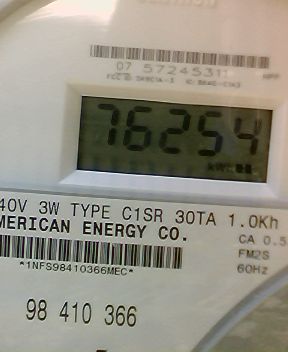 07 57245311
76254
kWh
40V 3W TYPE C1SR 30TA 1.0Kh
MERICAN ENERGY CO.
CA 0.5
*1NFS98410366MEC*
FM2S
60Hz
98 410 366